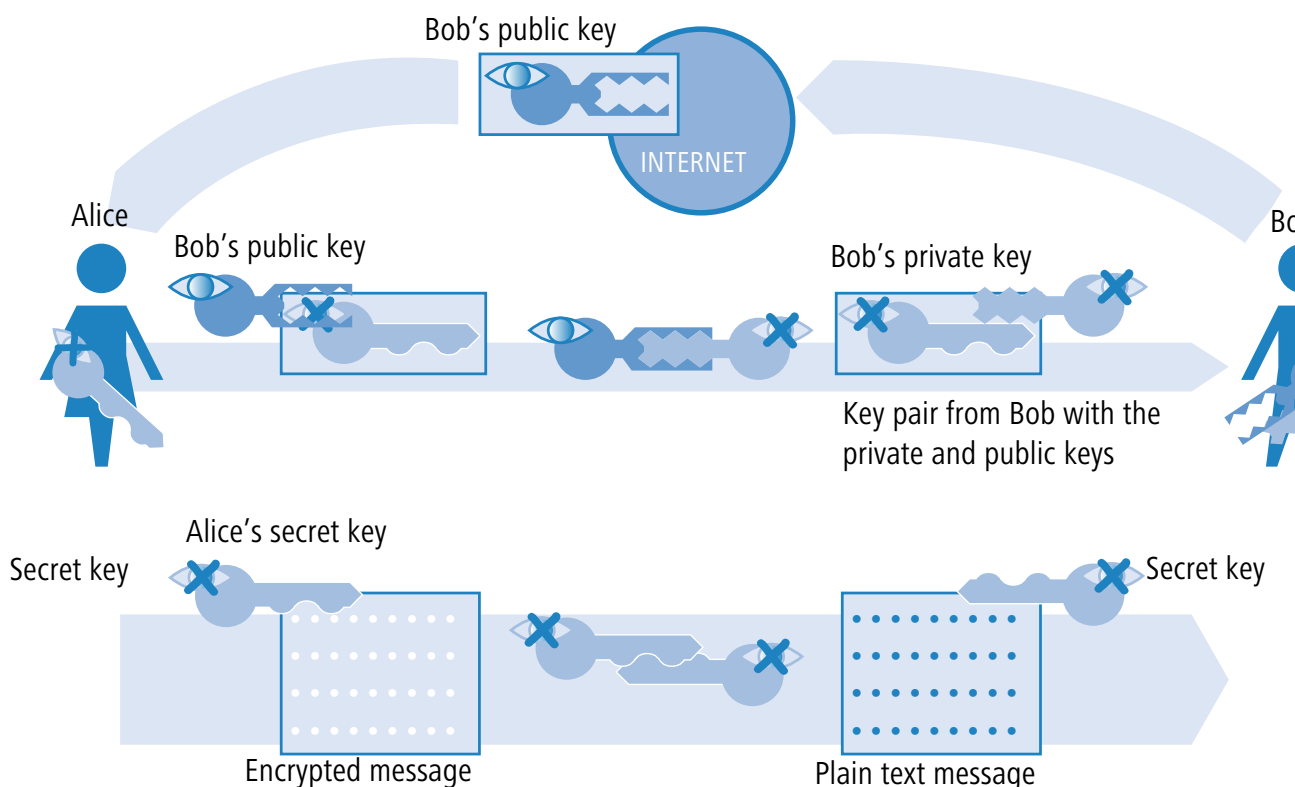 Bob's public key
INTERNET
Alice
Bob's public key
Bob's private key
Key pair from Bob with the
private and public keys
Alice's secret key
Secret key
Secret key
Encrypted message
Plain text message